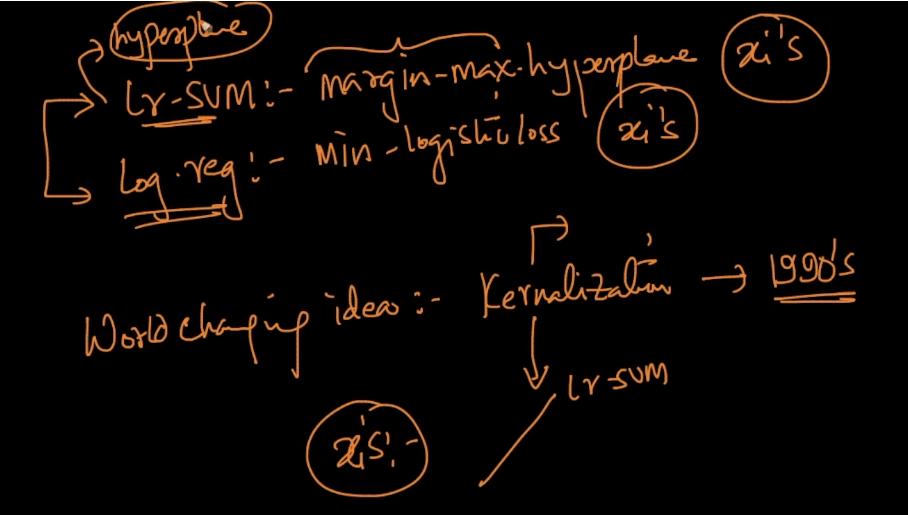 hyperplane
Lr-SVM :- margin-max-hyperplane xi's
Log.reg :- Min-logistic loss xi's
World changing idea :- Kernalization → 1990's
lr-SVM
xi's :-